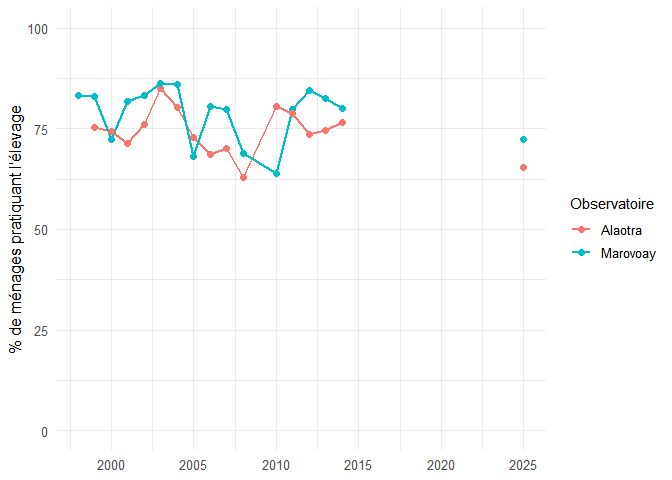 % de ménages pratiquant l'élevage
100
75
50
25
0
2000 2005 2010 2015 2020 2025
Observatoire
Alaotra
Marovoay